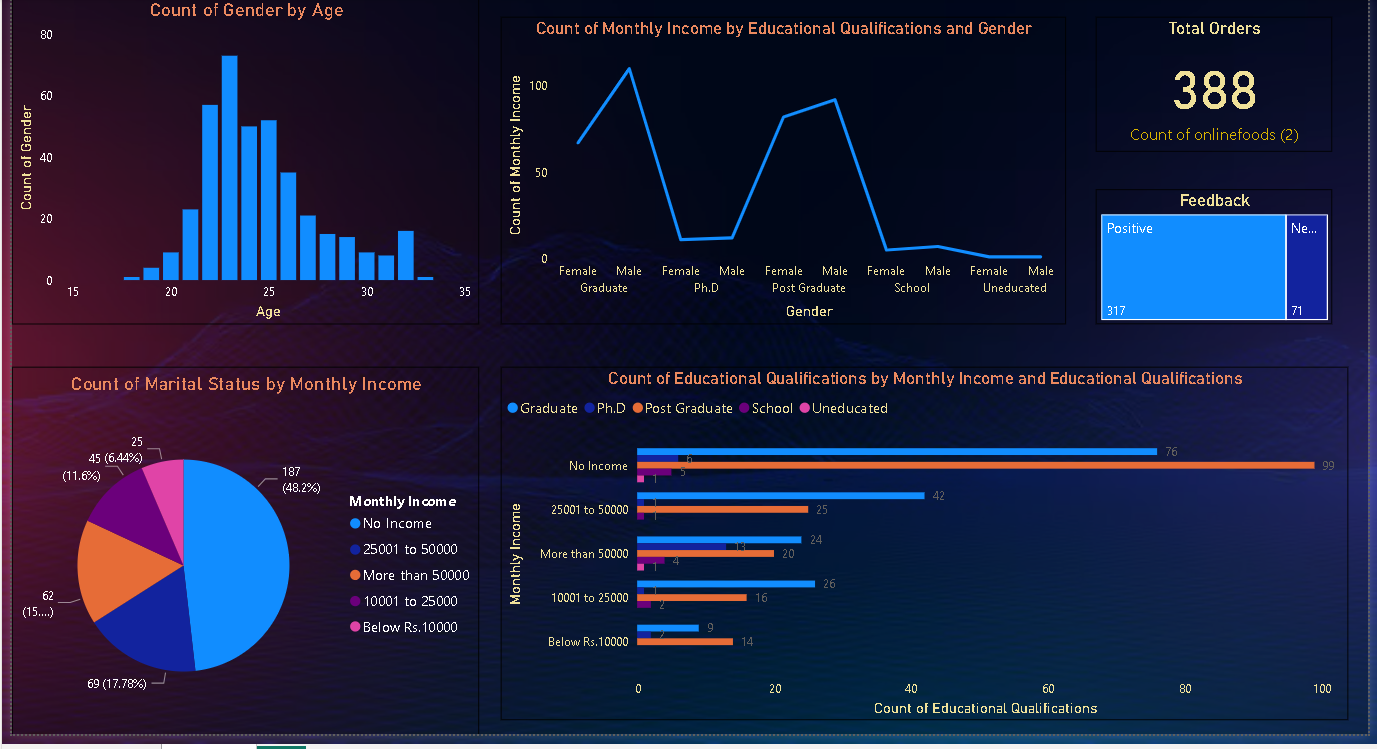 Count of Gender by Age
Count of Gender
80
60
40
20
0
15 20 25 30 35
Age
Count of Monthly Income by Educational Qualifications and Gender
Count of Monthly Income
100
50
0
Female Male Female Male Female Male Female Male Female Male
Graduate Ph.D Post Graduate School Uneducated
Gender
Total Orders
388
Count of onlinefoods (2)
Feedback
Positive Ne...
317 71
Count of Marital Status by Monthly Income
25
(6.44%)
45
(11.6%)
187
(48.2%)
62
(15....)
69 (17.78%)
Monthly Income
No Income
25001 to 50000
More than 50000
10001 to 25000
Below Rs.10000
Count of Educational Qualifications by Monthly Income and Educational Qualifications
Graduate Ph.D Post Graduate School Uneducated
Monthly Income
No Income
76
6
99
5
1
25001 to 50000
42
1
25
1
More than 50000
24
13
20
4
1
10001 to 25000
26
1
16
2
Below Rs.10000
9
2
14
0 20 40 60 80 100
Count of Educational Qualifications